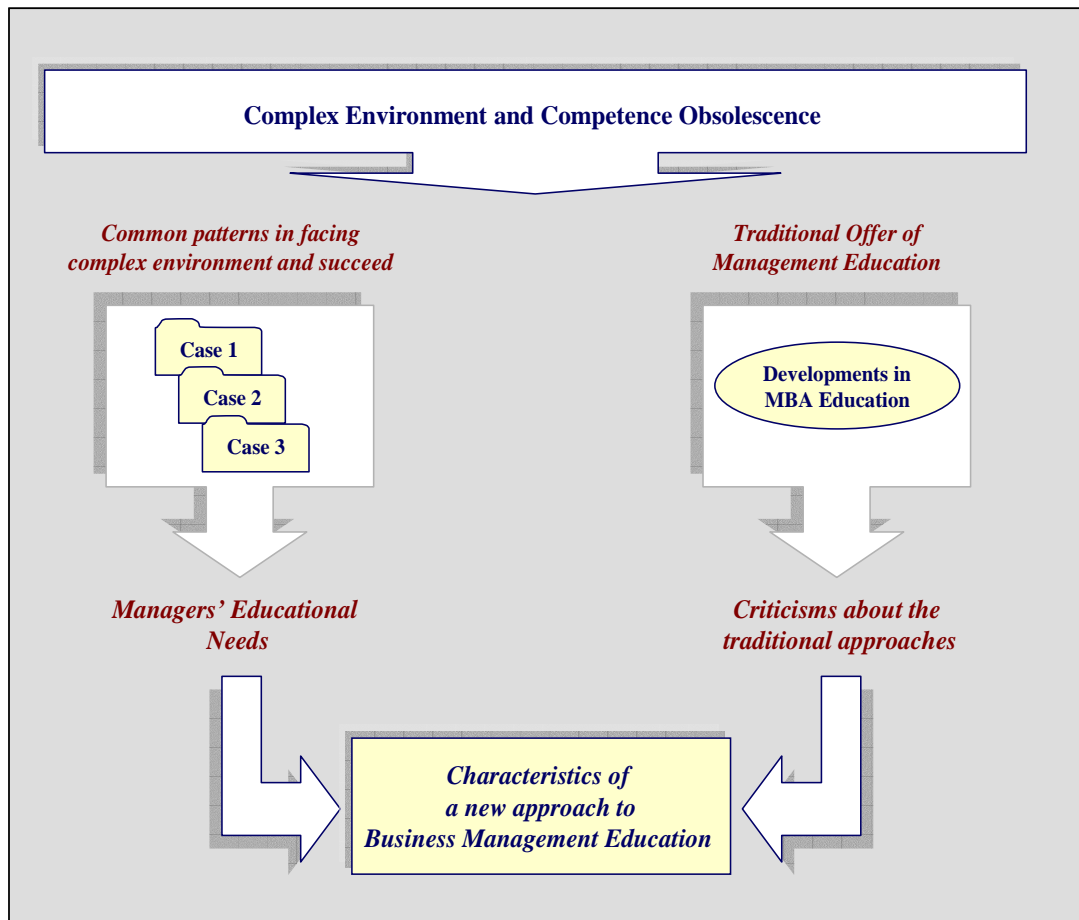 Complex Environment and Competence Obsolescence
Common patterns in facing
complex environment and succeed
Case 1
Case 2
Case 3
Managers’ Educational
Needs
Traditional Offer of
Management Education
Developments in
MBA Education
Criticisms about the
traditional approaches
Characteristics of
a new approach to
Business Management Education